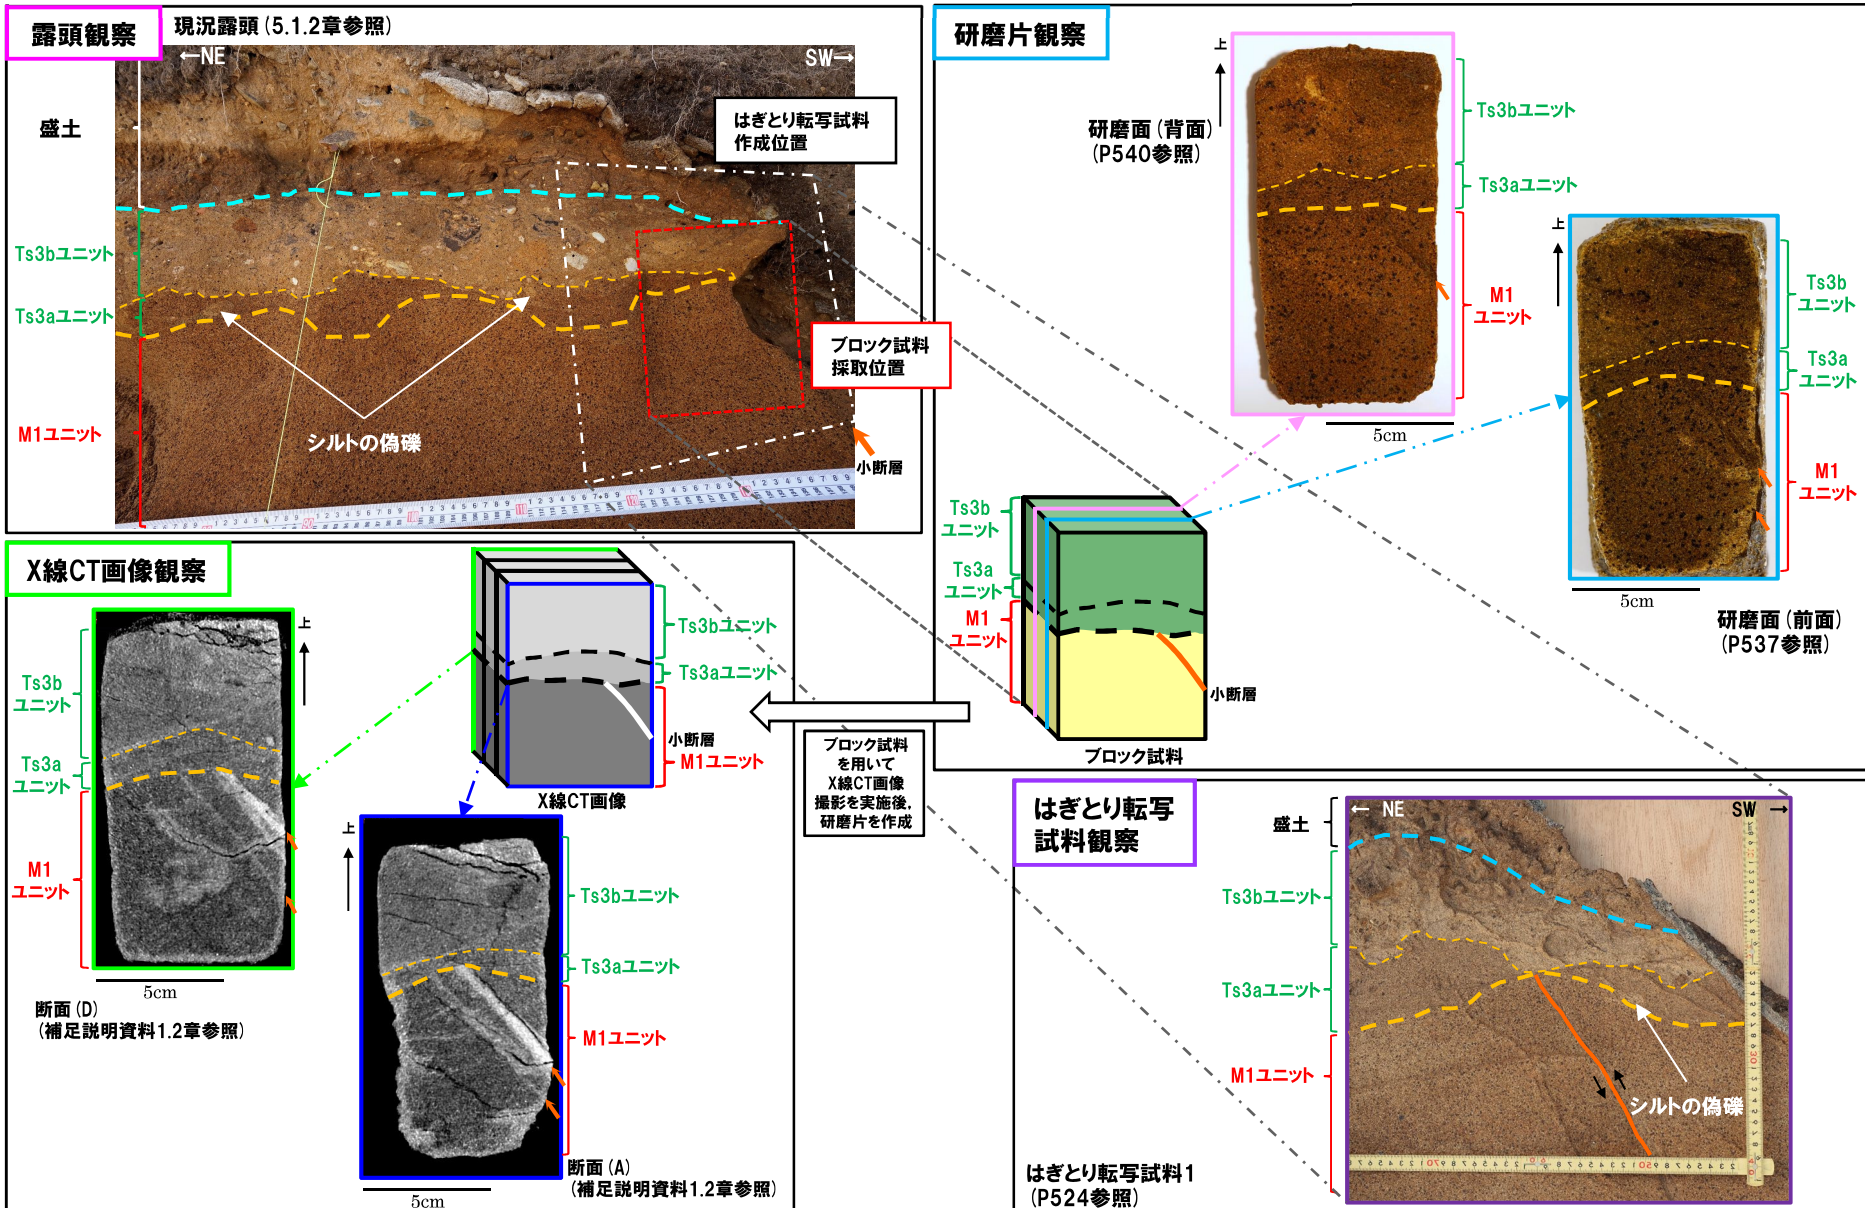 露頭観察
現況露頭(5.1.2章参照)
←NE
SW→
盛土
はぎとり転写試料
作成位置
Ts3bユニット
Ts3aユニット
ブロック試料
採取位置
M1ユニット
シルトの偽礫
小断層
研磨片観察
上
研磨面(背面)
(P540参照)
Ts3bユニット
Ts3aユニット
M1
ユニット
5cm
上
Ts3b
ユニット
Ts3a
ユニット
M1
ユニット
5cm
研磨面(前面)
(P537参照)
Ts3b
ユニット
Ts3a
ユニット
M1
ユニット
小断層
ブロック試料
X線CT画像観察
上
Ts3b
ユニット
Ts3a
ユニット
M1
ユニット
5cm
断面(D)
(補足説明資料1.2章参照)
Ts3bユニット
Ts3aユニット
小断層
M1ユニット
X線CT画像
ブロック試料
を用いて
X線CT画像
撮影を実施後,
研磨片を作成
上
Ts3bユニット
Ts3aユニット
M1ユニット
5cm
断面(A)
(補足説明資料1.2章参照)
はぎとり転写
試料観察
← NE
SW →
盛土
Ts3bユニット
Ts3aユニット
M1ユニット
シルトの偽礫
はぎとり転写試料1
(P524参照)